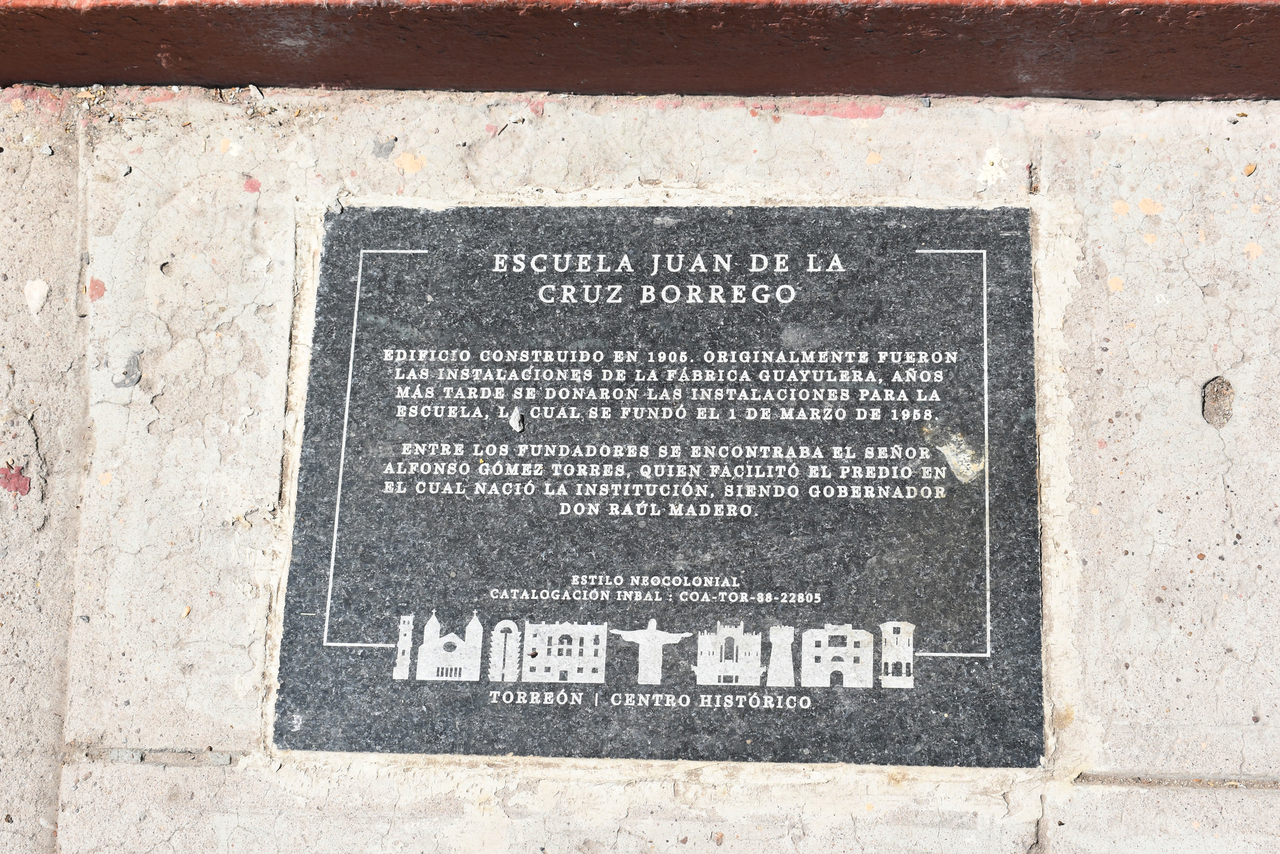 ESCUELA JUAN DE LA
CRUZ BORREGO
EDIFICIO CONSTRUIDO EN 1905. ORIGINALMENTE FUERON
LAS INSTALACIONES DE LA FÁBRICA GUAYULERA, AÑOS
MÁS TARDE SE DONARON LAS INSTALACIONES PARA LA
ESCUELA, LA CUAL SE FUNDÓ EL 1 DE MARZO DE 1958.
ENTRE LOS FUNDADORES SE ENCONTRABA EL SEÑOR
ALFONSO GÓMEZ TORRES, QUIEN FACILITÓ EL PREDIO EN
EL CUAL NACIÓ LA INSTITUCIÓN, SIENDO GOBERNADOR
DON RAÚL MADERO.
ESTILO NEOCOLONIAL
CATALOGACIÓN INBAL : COA-TOR-88-22805
TORREÓN | CENTRO HISTÓRICO